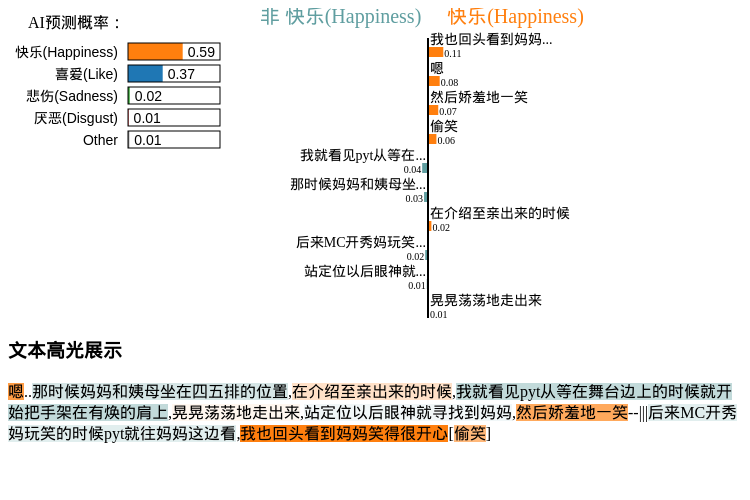 AI预测概率：
快乐(Happiness) 0.59
喜爱(Like) 0.37
悲伤(Sadness) 0.02
厌恶(Disgust) 0.01
Other 0.01
非 快乐(Happiness) 快乐(Happiness)
我也回头看到妈妈...
0.11
嗯
0.08
然后娇羞地一笑
0.07
偷笑
0.06
我就看见pyt从等在...
0.04
那时候妈妈和姨母坐...
0.03
在介绍至亲出来的时候
0.02
后来MC开秀妈玩笑...
0.02
站定位以后眼神就...
0.01
晃晃荡荡地走出来
0.01
文本高光展示
嗯..那时候妈妈和姨母坐在四五排的位置,在介绍至亲出来的时候,我就看见pyt从等在舞台边上的时候就开
始把手架在有焕的肩上,晃晃荡荡地走出来,站定位以后眼神就寻找到妈妈,然后娇羞地一笑--|||后来MC开秀
妈玩笑的时候pyt就往妈妈这边看,我也回头看到妈妈笑得很开心[偷笑]